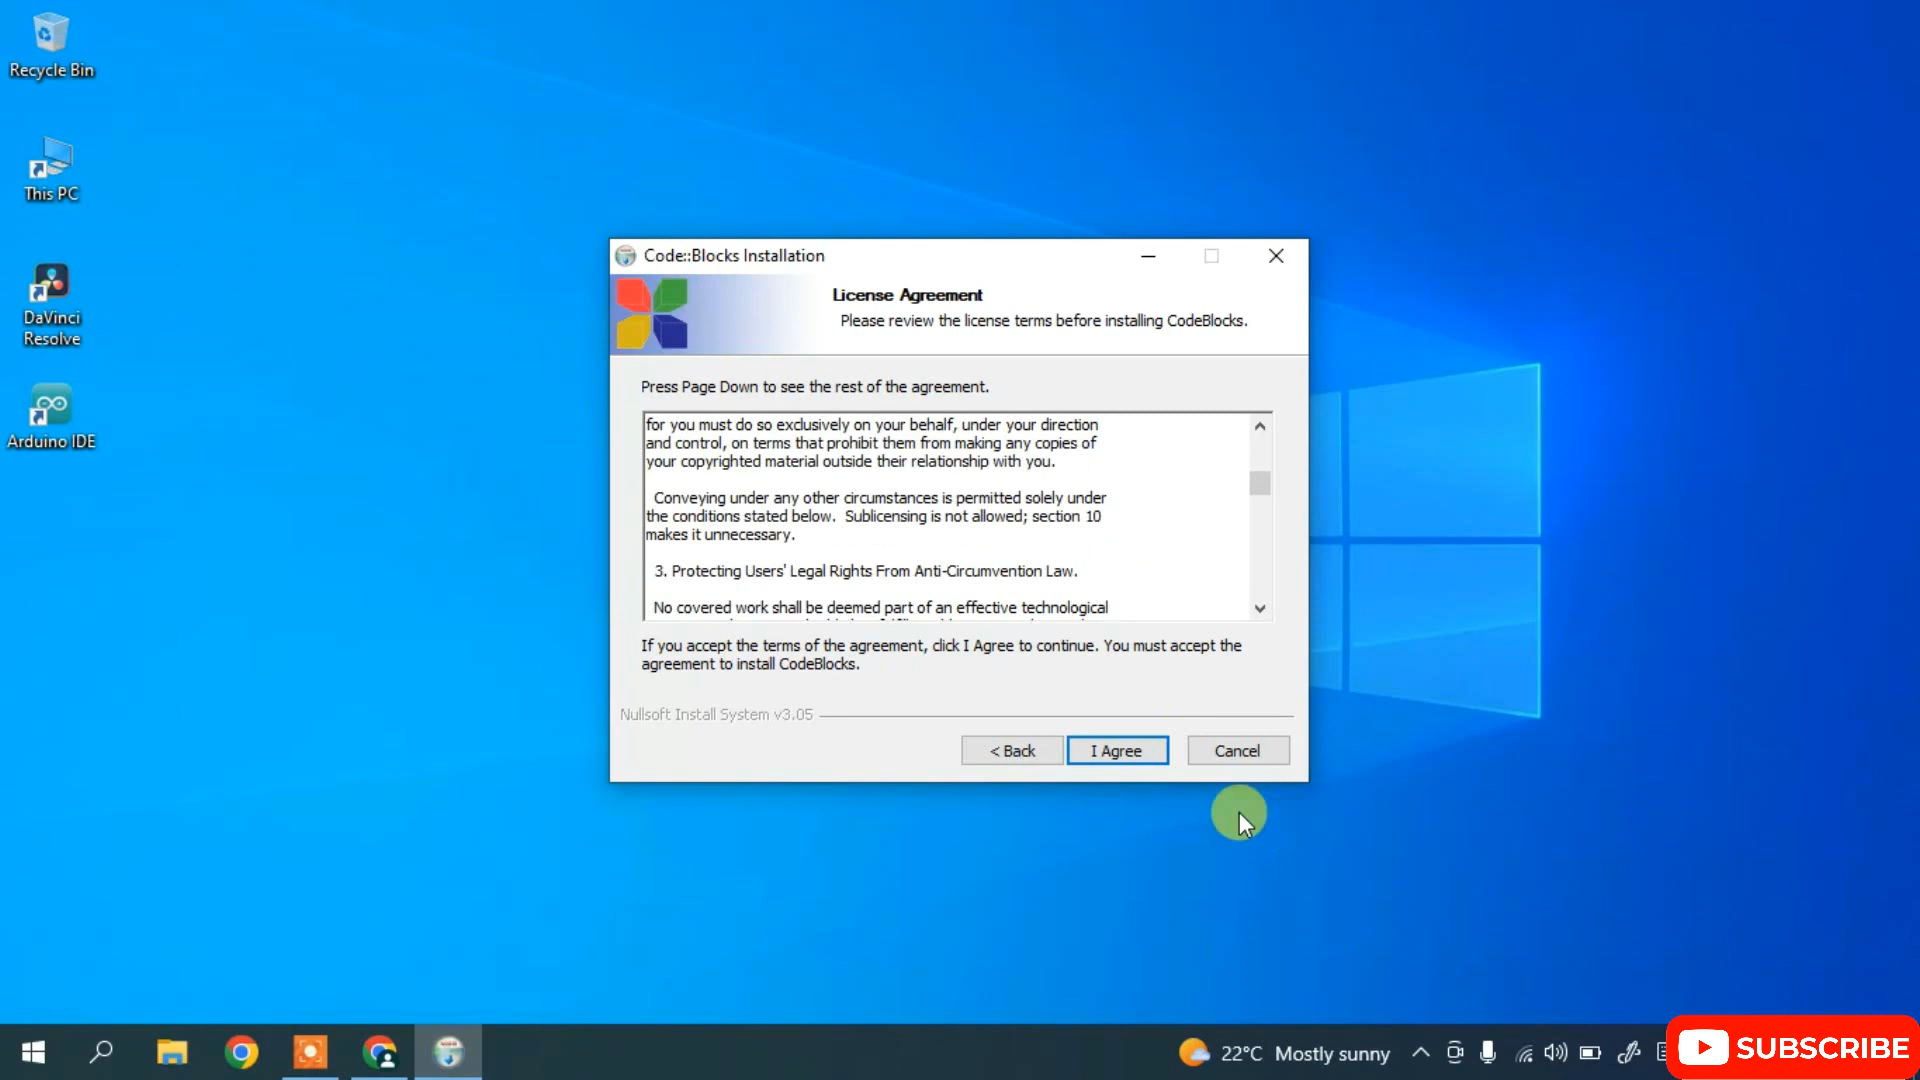 Recycle Bin
This PC
DaVinci
Resolve
Arduino IDE
Code::Blocks Installation
License Agreement
Please review the license terms before installing CodeBlocks.
Press Page Down to see the rest of the agreement.
for you must do so exclusively on your behalf, under your direction
and control, on terms that prohibit them from making any copies of
your copyrighted material outside their relationship with you.
Conveying under any other circumstances is permitted solely under
the conditions stated below.  Sublicensing is not allowed; section 10
makes it unnecessary.
3. Protecting Users' Legal Rights From Anti-Circumvention Law.
No covered work shall be deemed part of an effective technological
If you accept the terms of the agreement, click I Agree to continue. You must accept the
agreement to install CodeBlocks.
Nullsoft Install System v3.05
< Back
I Agree
Cancel
22°C Mostly sunny
SUBSCRIBE